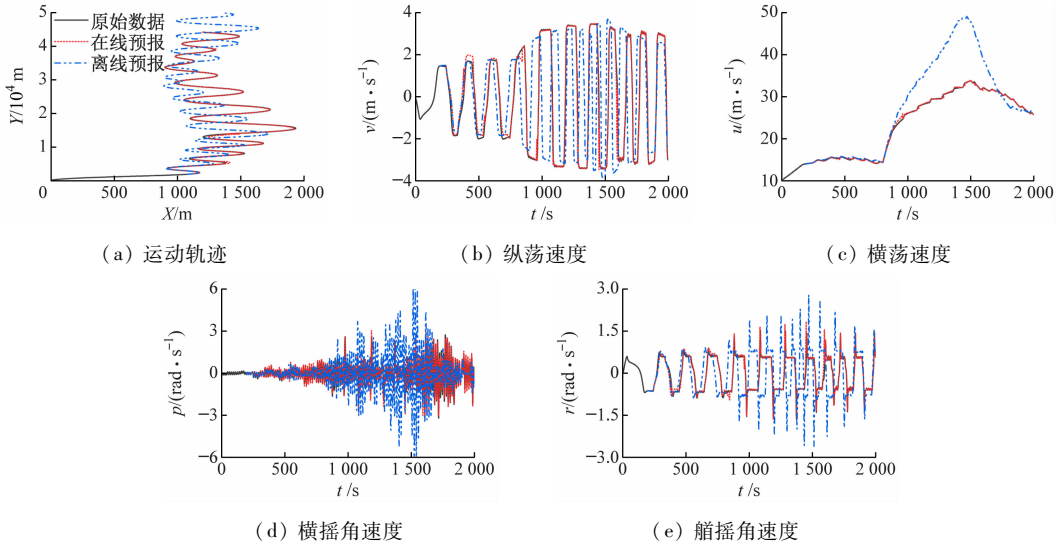 5
4
3
2
1
Y/10⁴ m
原始数据
在线预报
离线预报
0
500
1 000
1 500
2 000
X/m
(a) 运动轨迹
4
2
0
−2
−4
v/(m·s⁻¹)
0
500
1 000
1 500
2 000
t /s
(b) 纵荡速度
50
40
30
20
10
u/(m·s⁻¹)
0
500
1 000
1 500
2 000
t /s
(c) 横荡速度
6
3
0
−3
−6
p/(rad·s⁻¹)
0
500
1 000
1 500
2 000
t /s
(d) 横摇角速度
3.0
1.5
0
−1.5
−3.0
r/(rad·s⁻¹)
0
500
1 000
1 500
2 000
t /s
(e) 艏摇角速度